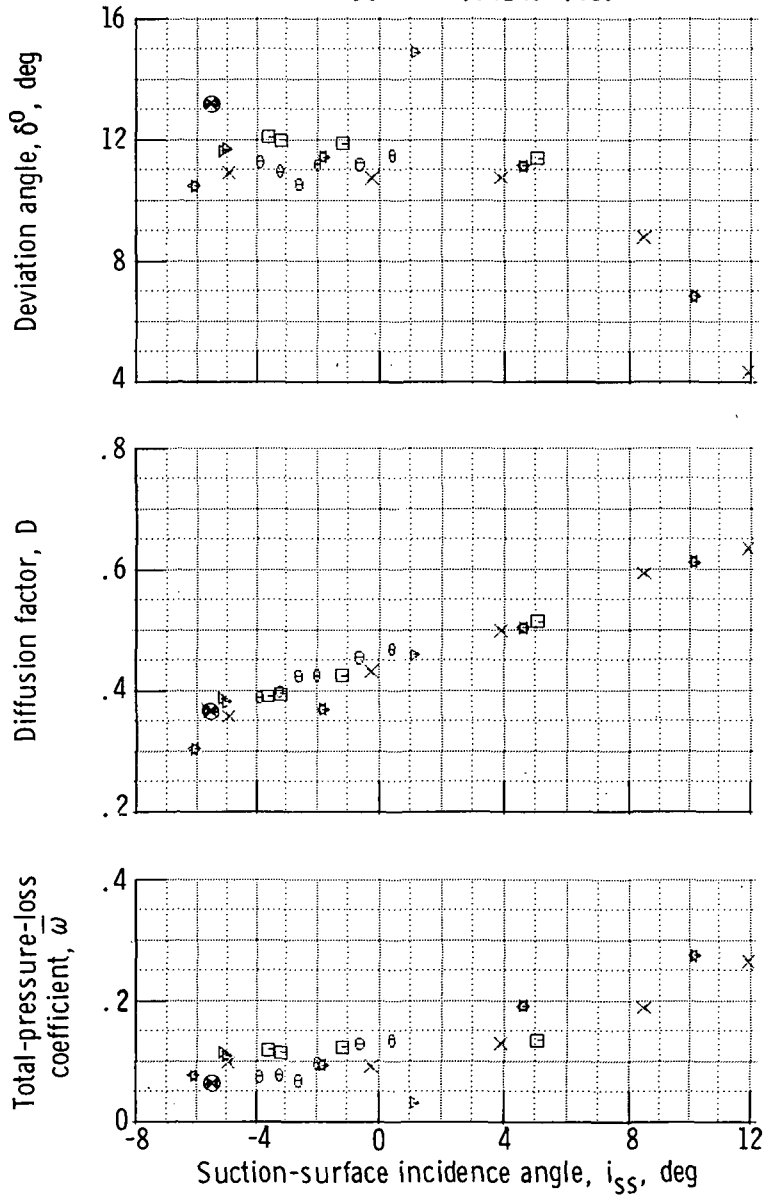 16
12
8
4
Deviation angle, δ⁰, deg
.8
.6
.4
.2
Diffusion factor, D
.4
.2
0
Total-pressure-loss
coefficient, ω̅
-8 -4 0 4 8 12
Suction-surface incidence angle, iss, deg